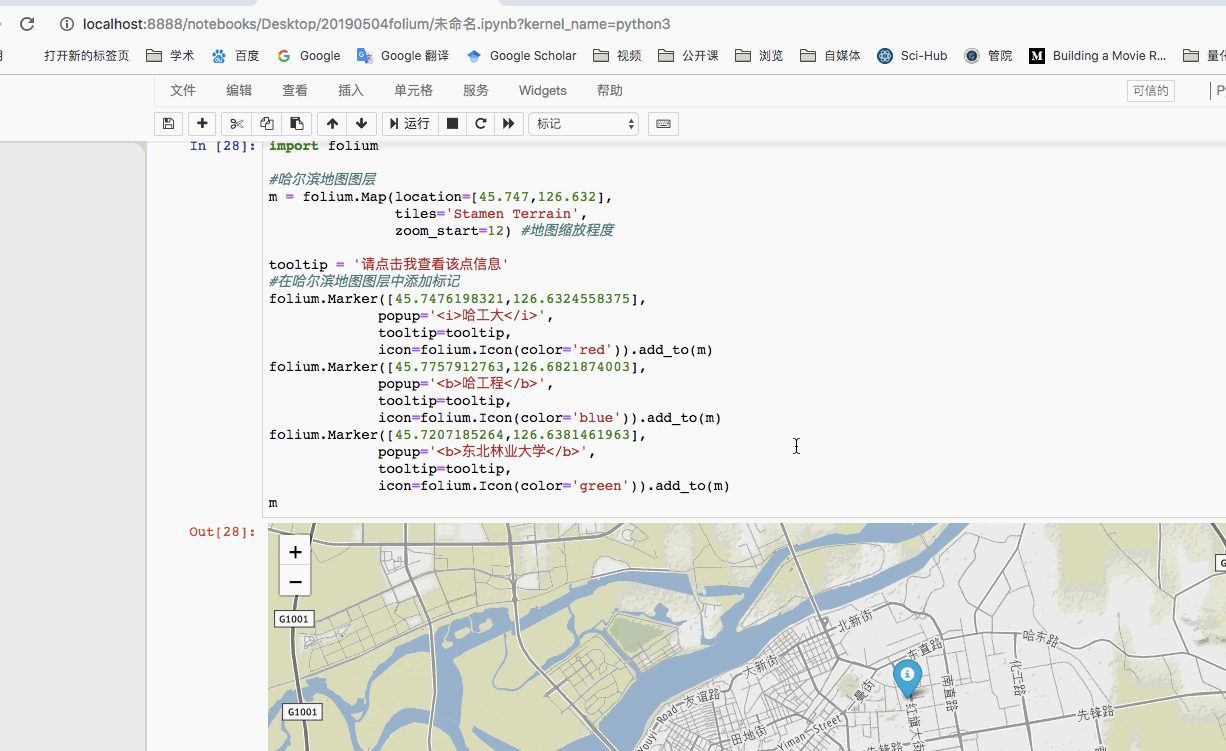 localhost:8888/notebooks/Desktop/20190504folium/未命名.ipynb?kernel_name=python3
打开新的标签页 学术 百度 Google Google 翻译 Google Scholar 视频 公开课 浏览 自媒体 Sci-Hub 管院 M Building a Movie R...
文件 编辑 查看 插入 单元格 服务 Widgets 帮助 可信的
运行 标记
In [28]: import folium
#哈尔滨地图图层
m = folium.Map(location=[45.747,126.632],
tiles='Stamen Terrain',
zoom_start=12) #地图缩放程度
tooltip = '请点击我查看该点信息'
#在哈尔滨地图图层中添加标记
folium.Marker([45.7476198321,126.6324558375],
popup='<i>哈工大</i>',
tooltip=tooltip,
icon=folium.Icon(color='red')).add_to(m)
folium.Marker([45.7757912763,126.6821874003],
popup='<b>哈工程</b>',
tooltip=tooltip,
icon=folium.Icon(color='blue')).add_to(m)
folium.Marker([45.7207185264,126.6381461963],
popup='<b>东北林业大学</b>',
tooltip=tooltip,
icon=folium.Icon(color='green')).add_to(m)
m
Out[28]:
+
−
G1001
北新街
哈东路
东直路
大新街
化工路
南直路
一曼街
友谊路
G1001
红旗大街
先锋路
Yiman Street
田地街
先锋路